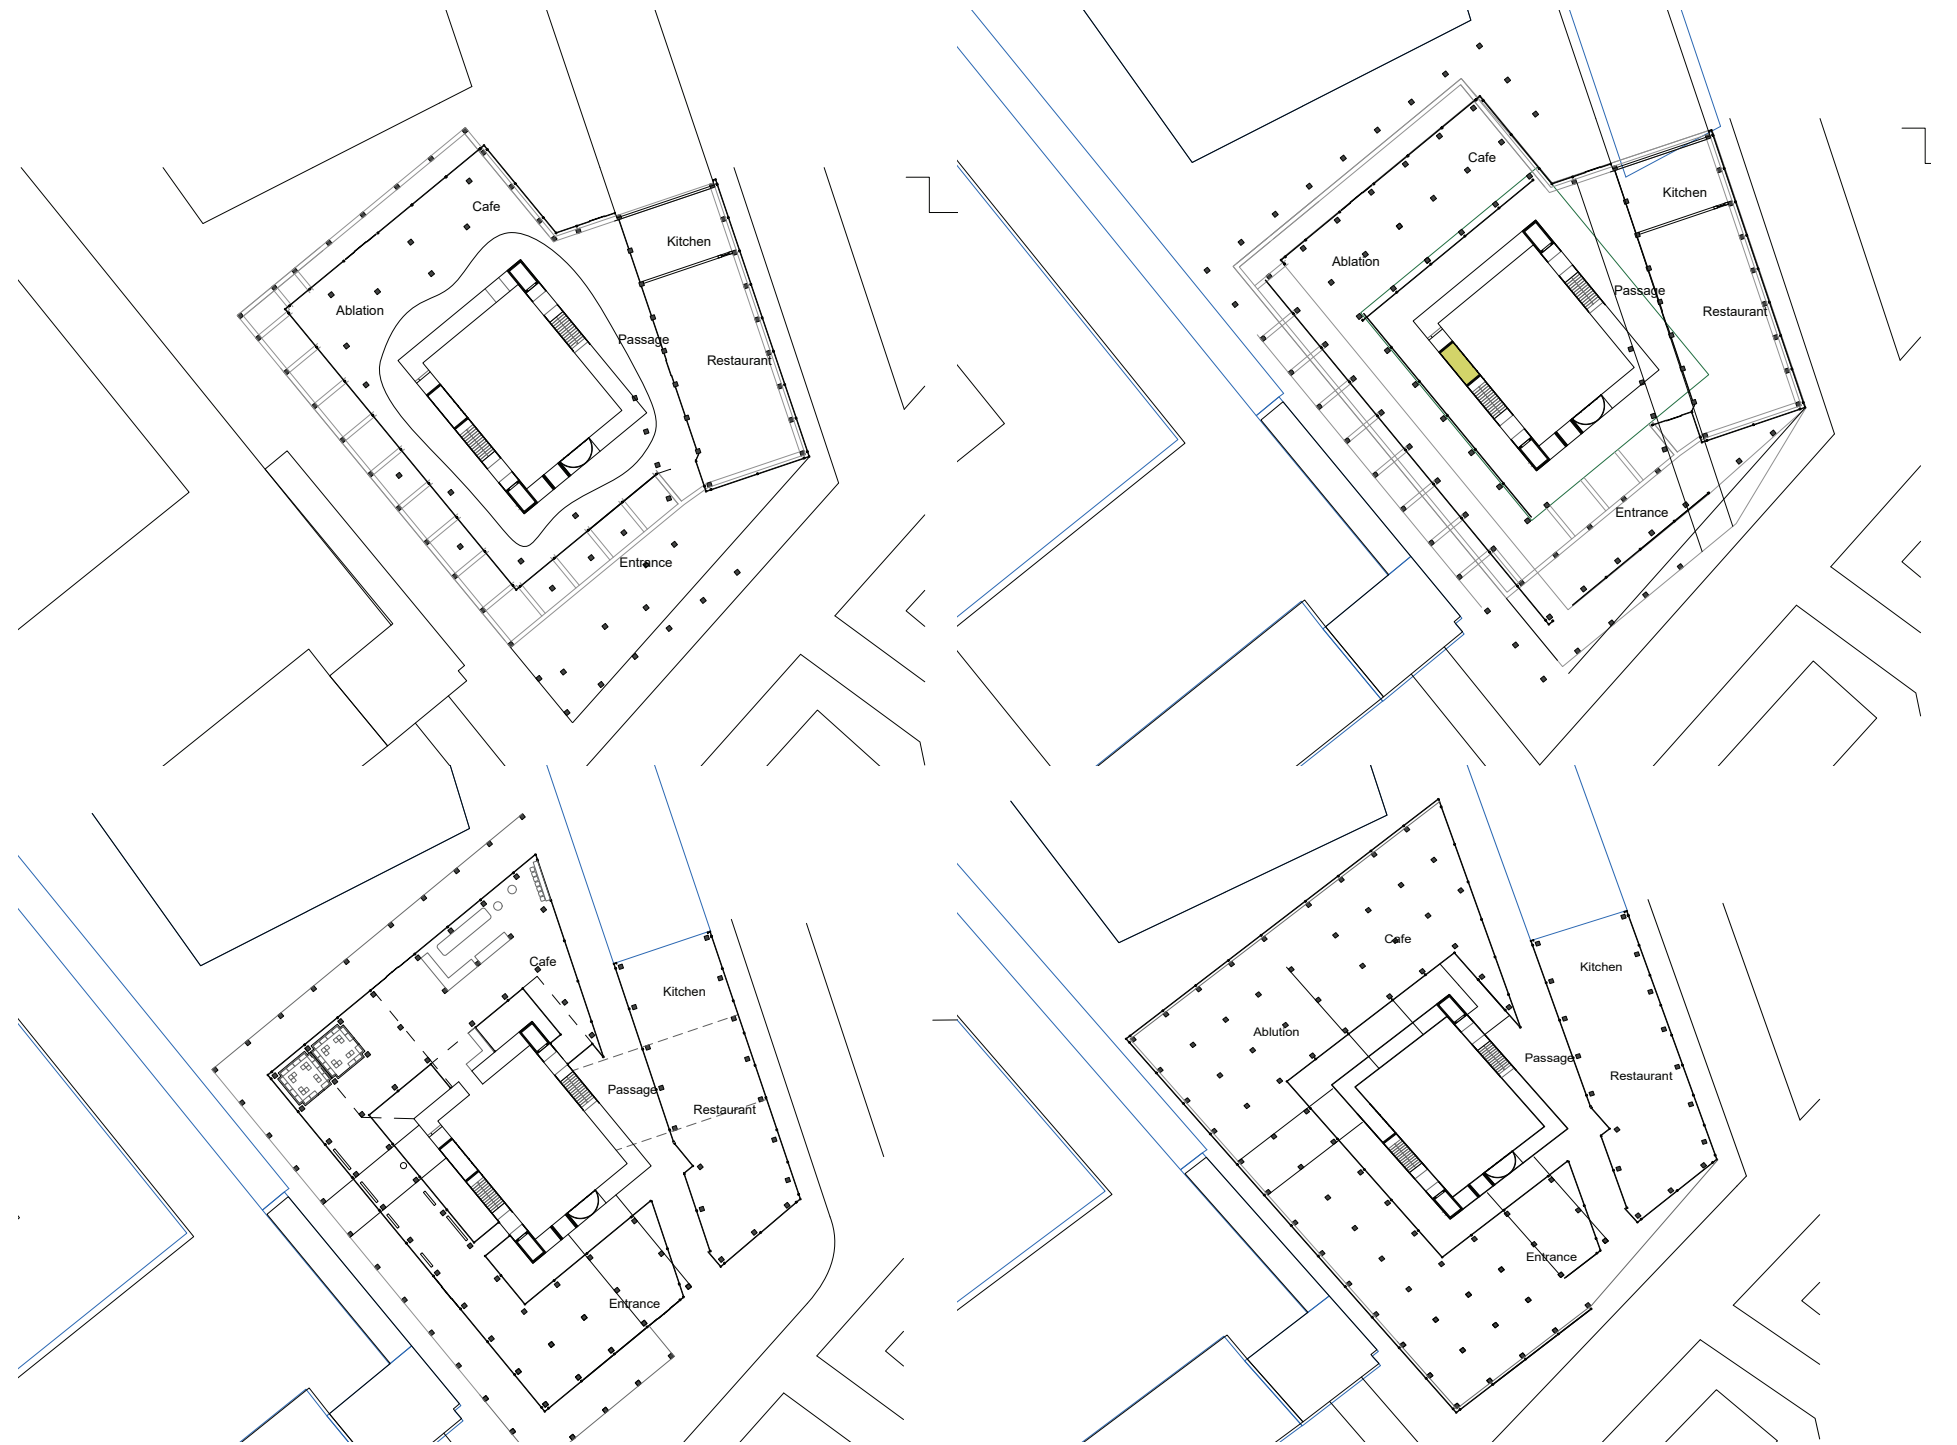 Cafe
Kitchen
Ablation
Passage
Restaurant
Entrance
Cafe
Kitchen
Ablation
Passage
Restaurant
Entrance
Cafe
Kitchen
Passage
Restaurant
Entrance
Cafe
Kitchen
Ablution
Passage
Restaurant
Entrance